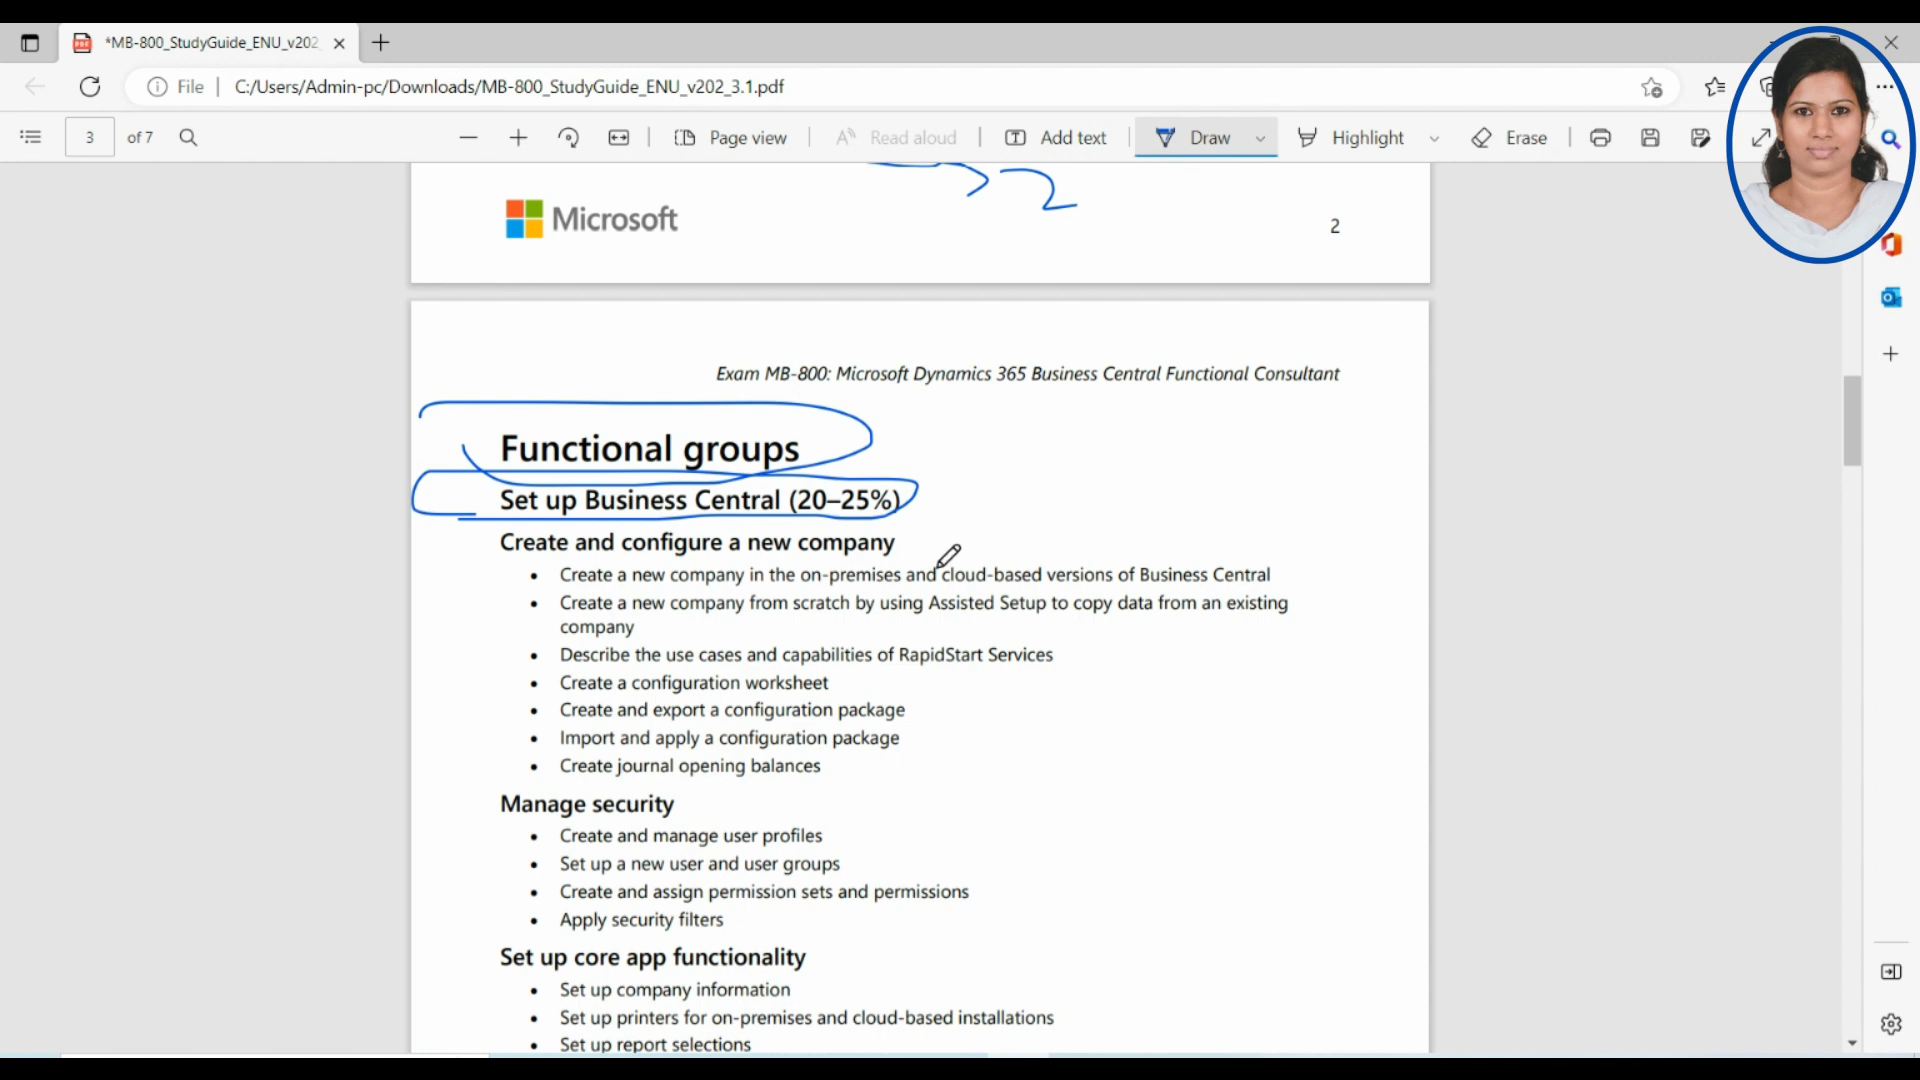 *MB-800_StudyGuide_ENU_v202
File
C:/Users/Admin-pc/Downloads/MB-800_StudyGuide_ENU_v202_3.1.pdf
3 of 7
Page view
Read aloud
Add text
Draw
Highlight
Erase
2
Microsoft
2
Exam MB-800: Microsoft Dynamics 365 Business Central Functional Consultant
Functional groups
Set up Business Central (20–25%)
Create and configure a new company
• Create a new company in the on-premises and cloud-based versions of Business Central
• Create a new company from scratch by using Assisted Setup to copy data from an existing
company
• Describe the use cases and capabilities of RapidStart Services
• Create a configuration worksheet
• Create and export a configuration package
• Import and apply a configuration package
• Create journal opening balances
Manage security
• Create and manage user profiles
• Set up a new user and user groups
• Create and assign permission sets and permissions
• Apply security filters
Set up core app functionality
• Set up company information
• Set up printers for on-premises and cloud-based installations
• Set up report selections